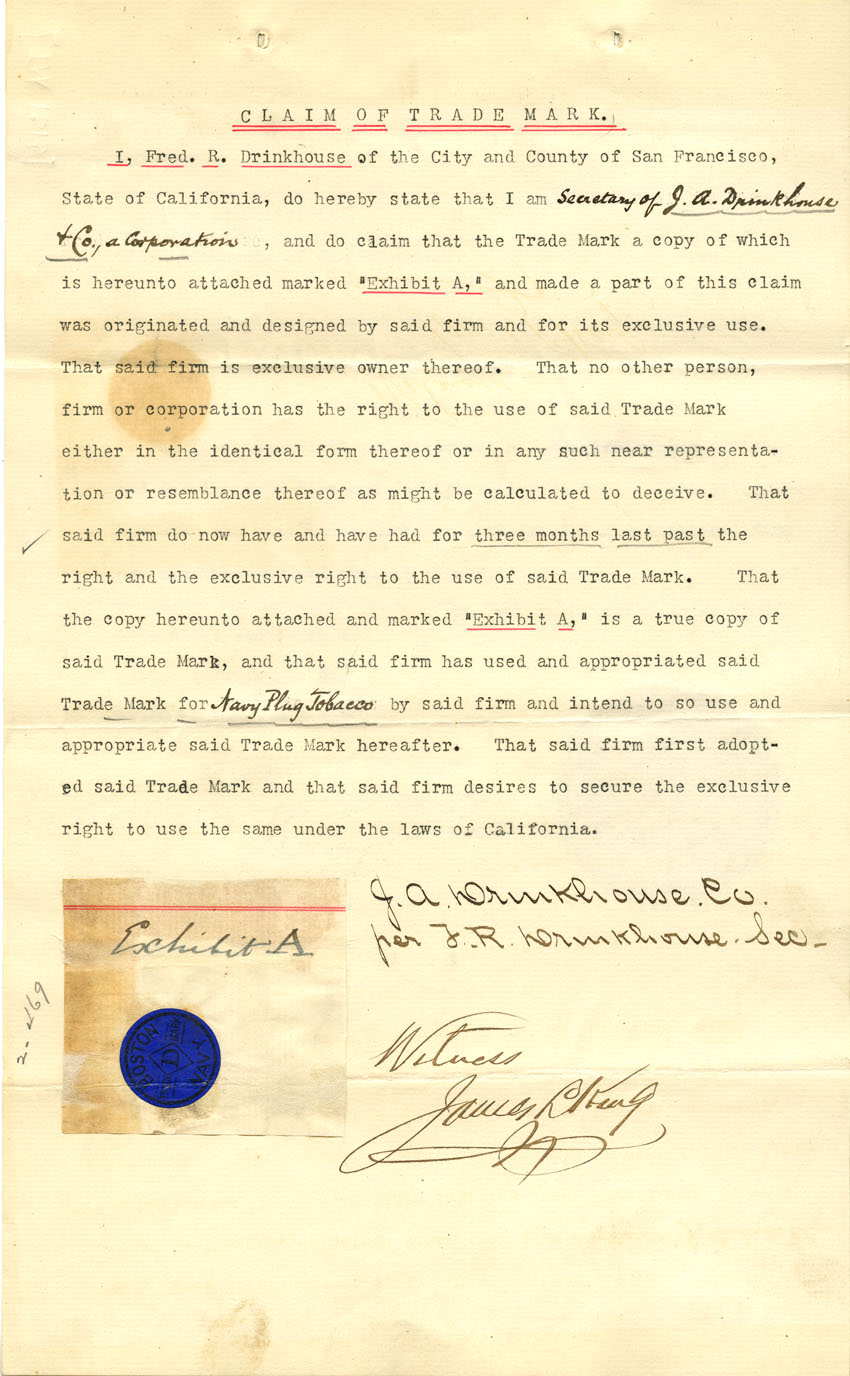 CLAIM OF TRADE MARK.
I, Fred. R. Drinkhouse of the City and County of San Francisco,
State of California, do hereby state that I am Secretary of J. A. Drinkhouse
& Co., a Corporation , and do claim that the Trade Mark a copy of which
is hereunto attached marked "Exhibit A," and made a part of this claim
was originated and designed by said firm and for its exclusive use.
That said firm is exclusive owner thereof. That no other person,
firm or corporation has the right to the use of said Trade Mark
either in the identical form thereof or in any such near representa-
tion or resemblance thereof as might be calculated to deceive. That
said firm do now have and have had for three months last past the
right and the exclusive right to the use of said Trade Mark. That
the copy hereunto attached and marked "Exhibit A," is a true copy of
said Trade Mark, and that said firm has used and appropriated said
Trade Mark for Navy Plug Tobacco by said firm and intend to so use and
appropriate said Trade Mark hereafter. That said firm first adopt-
ed said Trade Mark and that said firm desires to secure the exclusive
right to use the same under the laws of California.
J. A. Drinkhouse. Co.
per F. R. Drinkhouse. Sec-
Exhibit A
BOSTON
D
NAVY
Witness
James L King